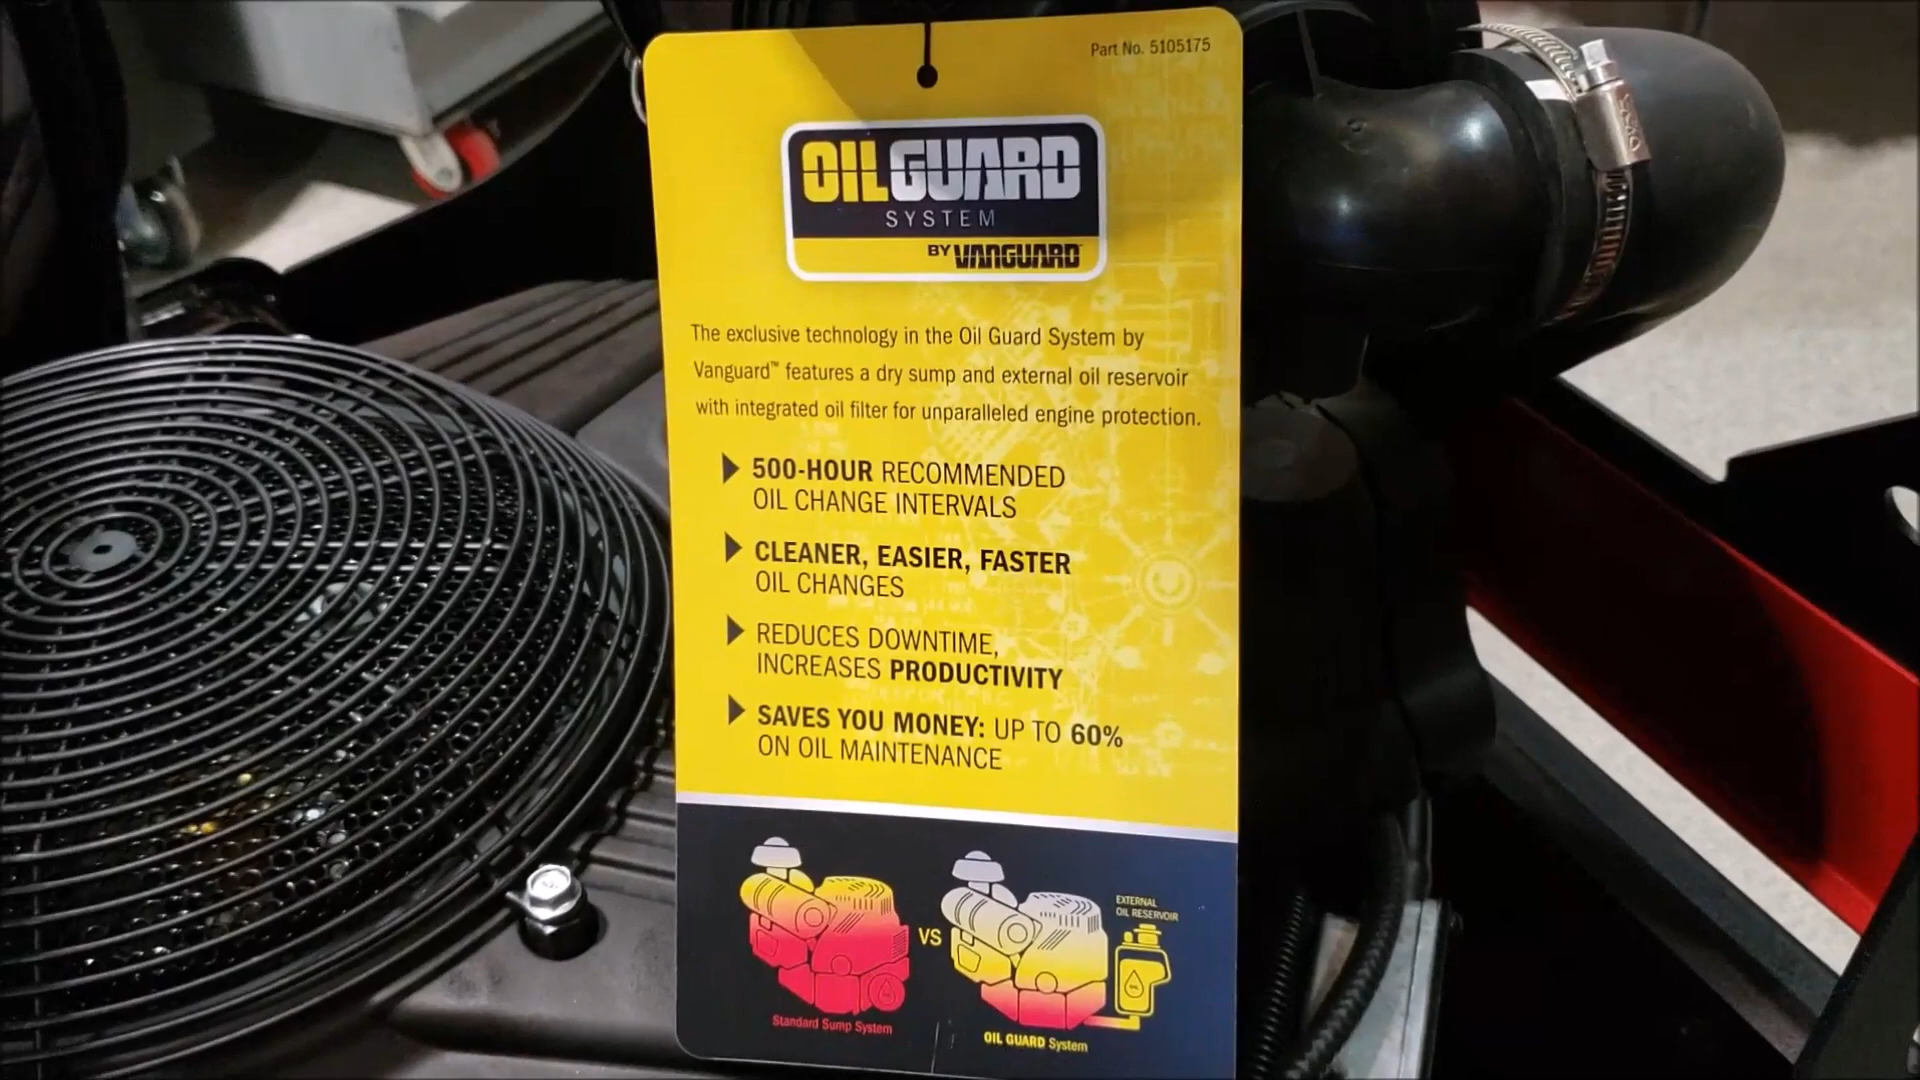 Part No. 5105175
OILGUARD
SYSTEM
BY VANGUARD
The exclusive technology in the Oil Guard System by
Vanguard™ features a dry sump and external oil reservoir
with integrated oil filter for unparalleled engine protection.
500-HOUR RECOMMENDED
OIL CHANGE INTERVALS
CLEANER, EASIER, FASTER
OIL CHANGES
REDUCES DOWNTIME,
INCREASES PRODUCTIVITY
SAVES YOU MONEY: UP TO 60%
ON OIL MAINTENANCE
EXTERNAL
OIL RESERVOIR
VS
Standard Sump System
OIL GUARD System